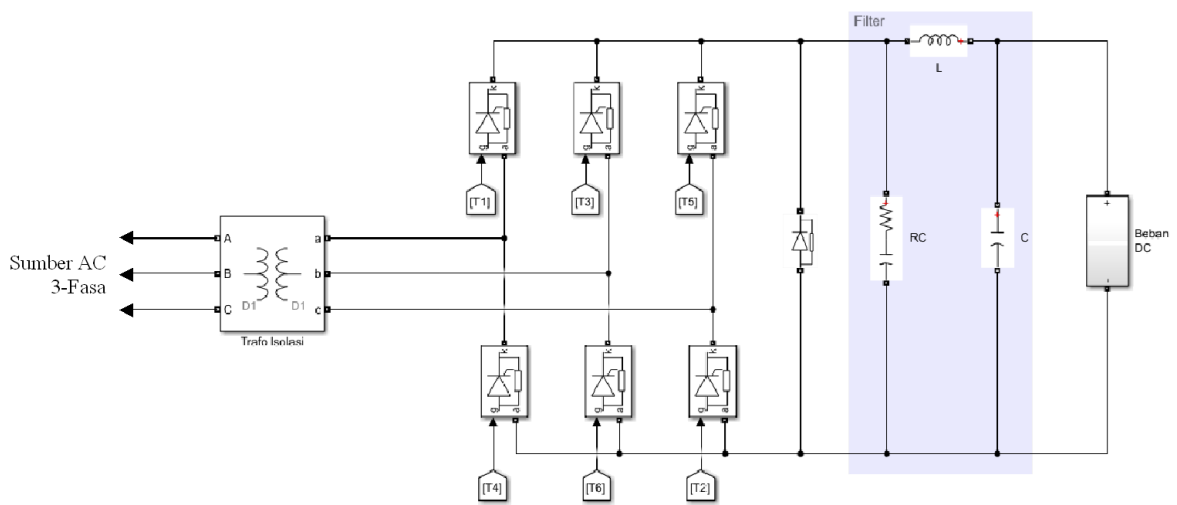 Filter
L
k
g
a
k
g
a
k
g
a
[T1]
[T3]
[T5]
Sumber AC
3-Fasa
A
B
C
a
b
c
D1
D1
Trafo Isolasi
+
RC
+
C
+
-
Beban
DC
k
g
a
k
g
a
k
g
a
[T4]
[T6]
[T2]